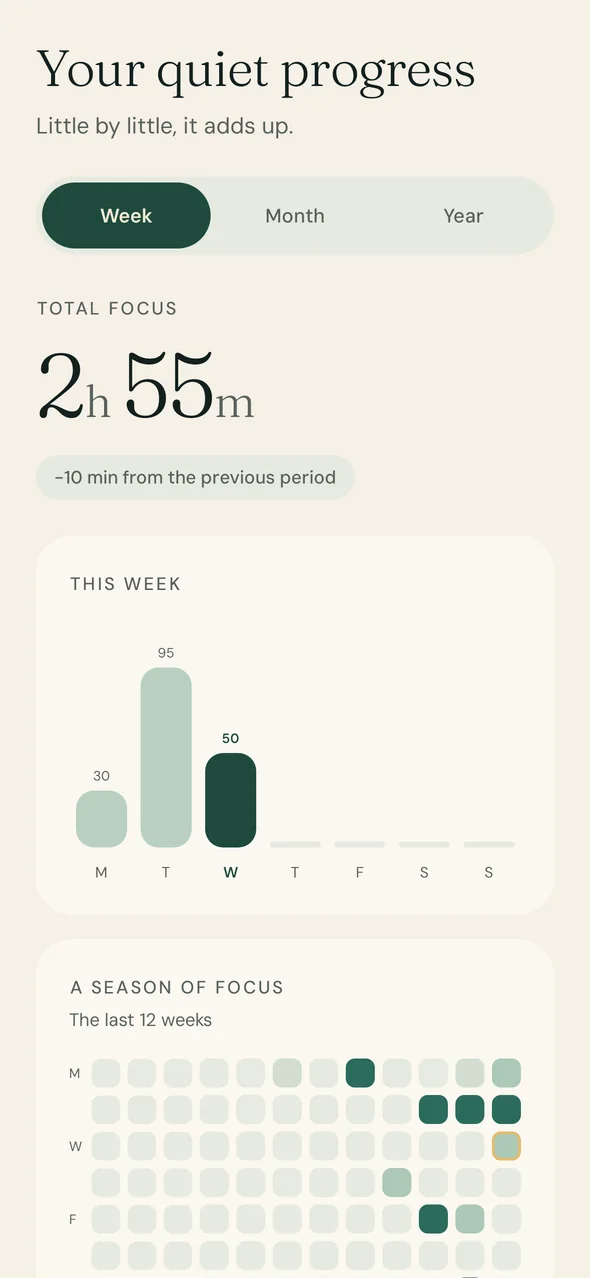 Your quiet progress
Little by little, it adds up.
Week Month Year
TOTAL FOCUS
2h 55m
−10 min from the previous period
THIS WEEK
95
50
30
M T W T F S S
A SEASON OF FOCUS
The last 12 weeks
M
W
F